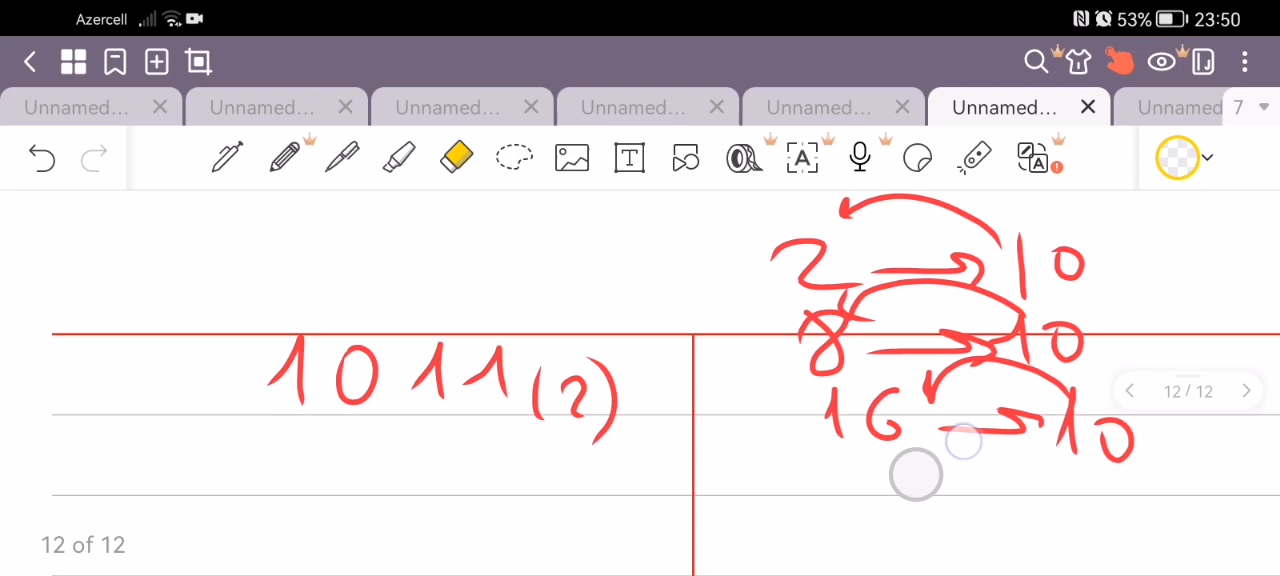 Azercell 53% 23:50
Unnamed... Unnamed... Unnamed... Unnamed... Unnamed... Unnamed... Unnamed 7
T A A
2 → 10
8 → 10
1011(2)
16 → 10
12 / 12
12 of 12